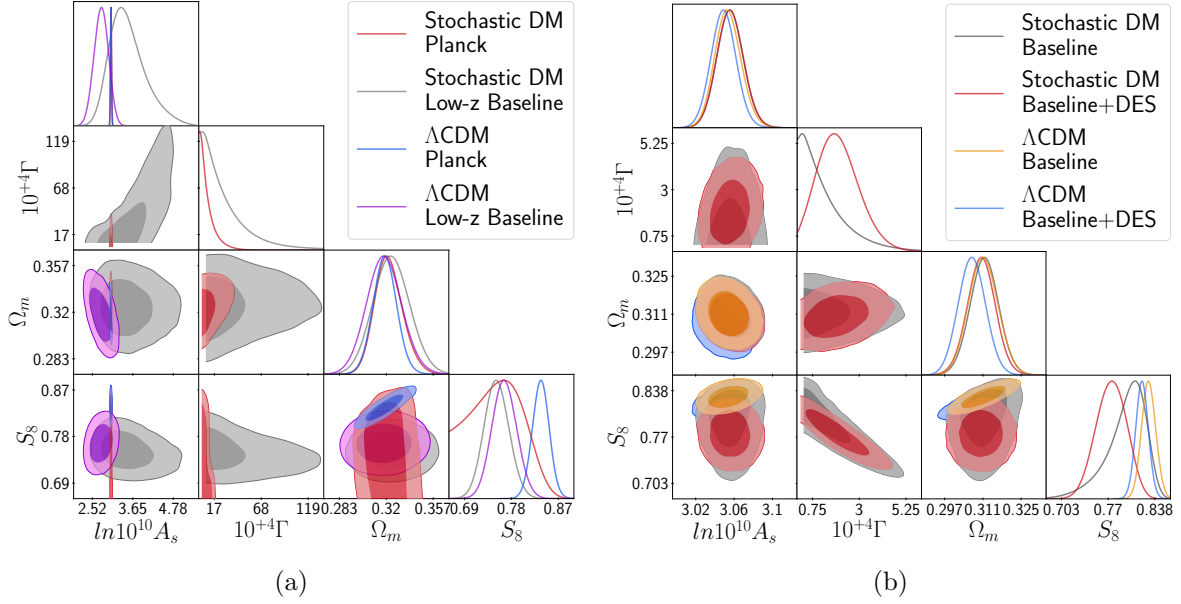 Stochastic DM
Planck
Stochastic DM
Low-z Baseline
ΛCDM
Planck
ΛCDM
Low-z Baseline
119
68
17
10⁺⁴Γ
0.357
0.32
0.283
Ωₘ
0.87
0.78
0.69
S₈
2.52 3.65 4.78
ln10¹⁰Aₛ
17 68 119
10⁺⁴Γ
0.283 0.32 0.357
Ωₘ
0.69 0.78 0.87
S₈
(a)
Stochastic DM
Baseline
Stochastic DM
Baseline+DES
ΛCDM
Baseline
ΛCDM
Baseline+DES
5.25
3
0.75
10⁺⁴Γ
0.325
0.311
0.297
Ωₘ
0.838
0.77
0.703
S₈
3.02 3.06 3.1
ln10¹⁰Aₛ
0.75 3 5.25
10⁺⁴Γ
0.297 0.311 0.325
Ωₘ
0.703 0.77 0.838
S₈
(b)